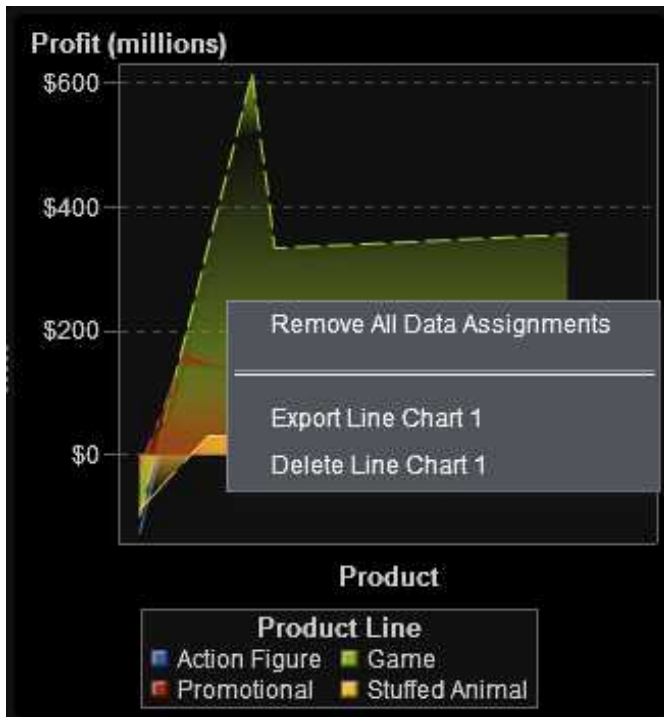 Profit (millions)
$600
$400
$200
$0
Remove All Data Assignments
Export Line Chart 1
Delete Line Chart 1
Product
Product Line
Action Figure
Game
Promotional
Stuffed Animal